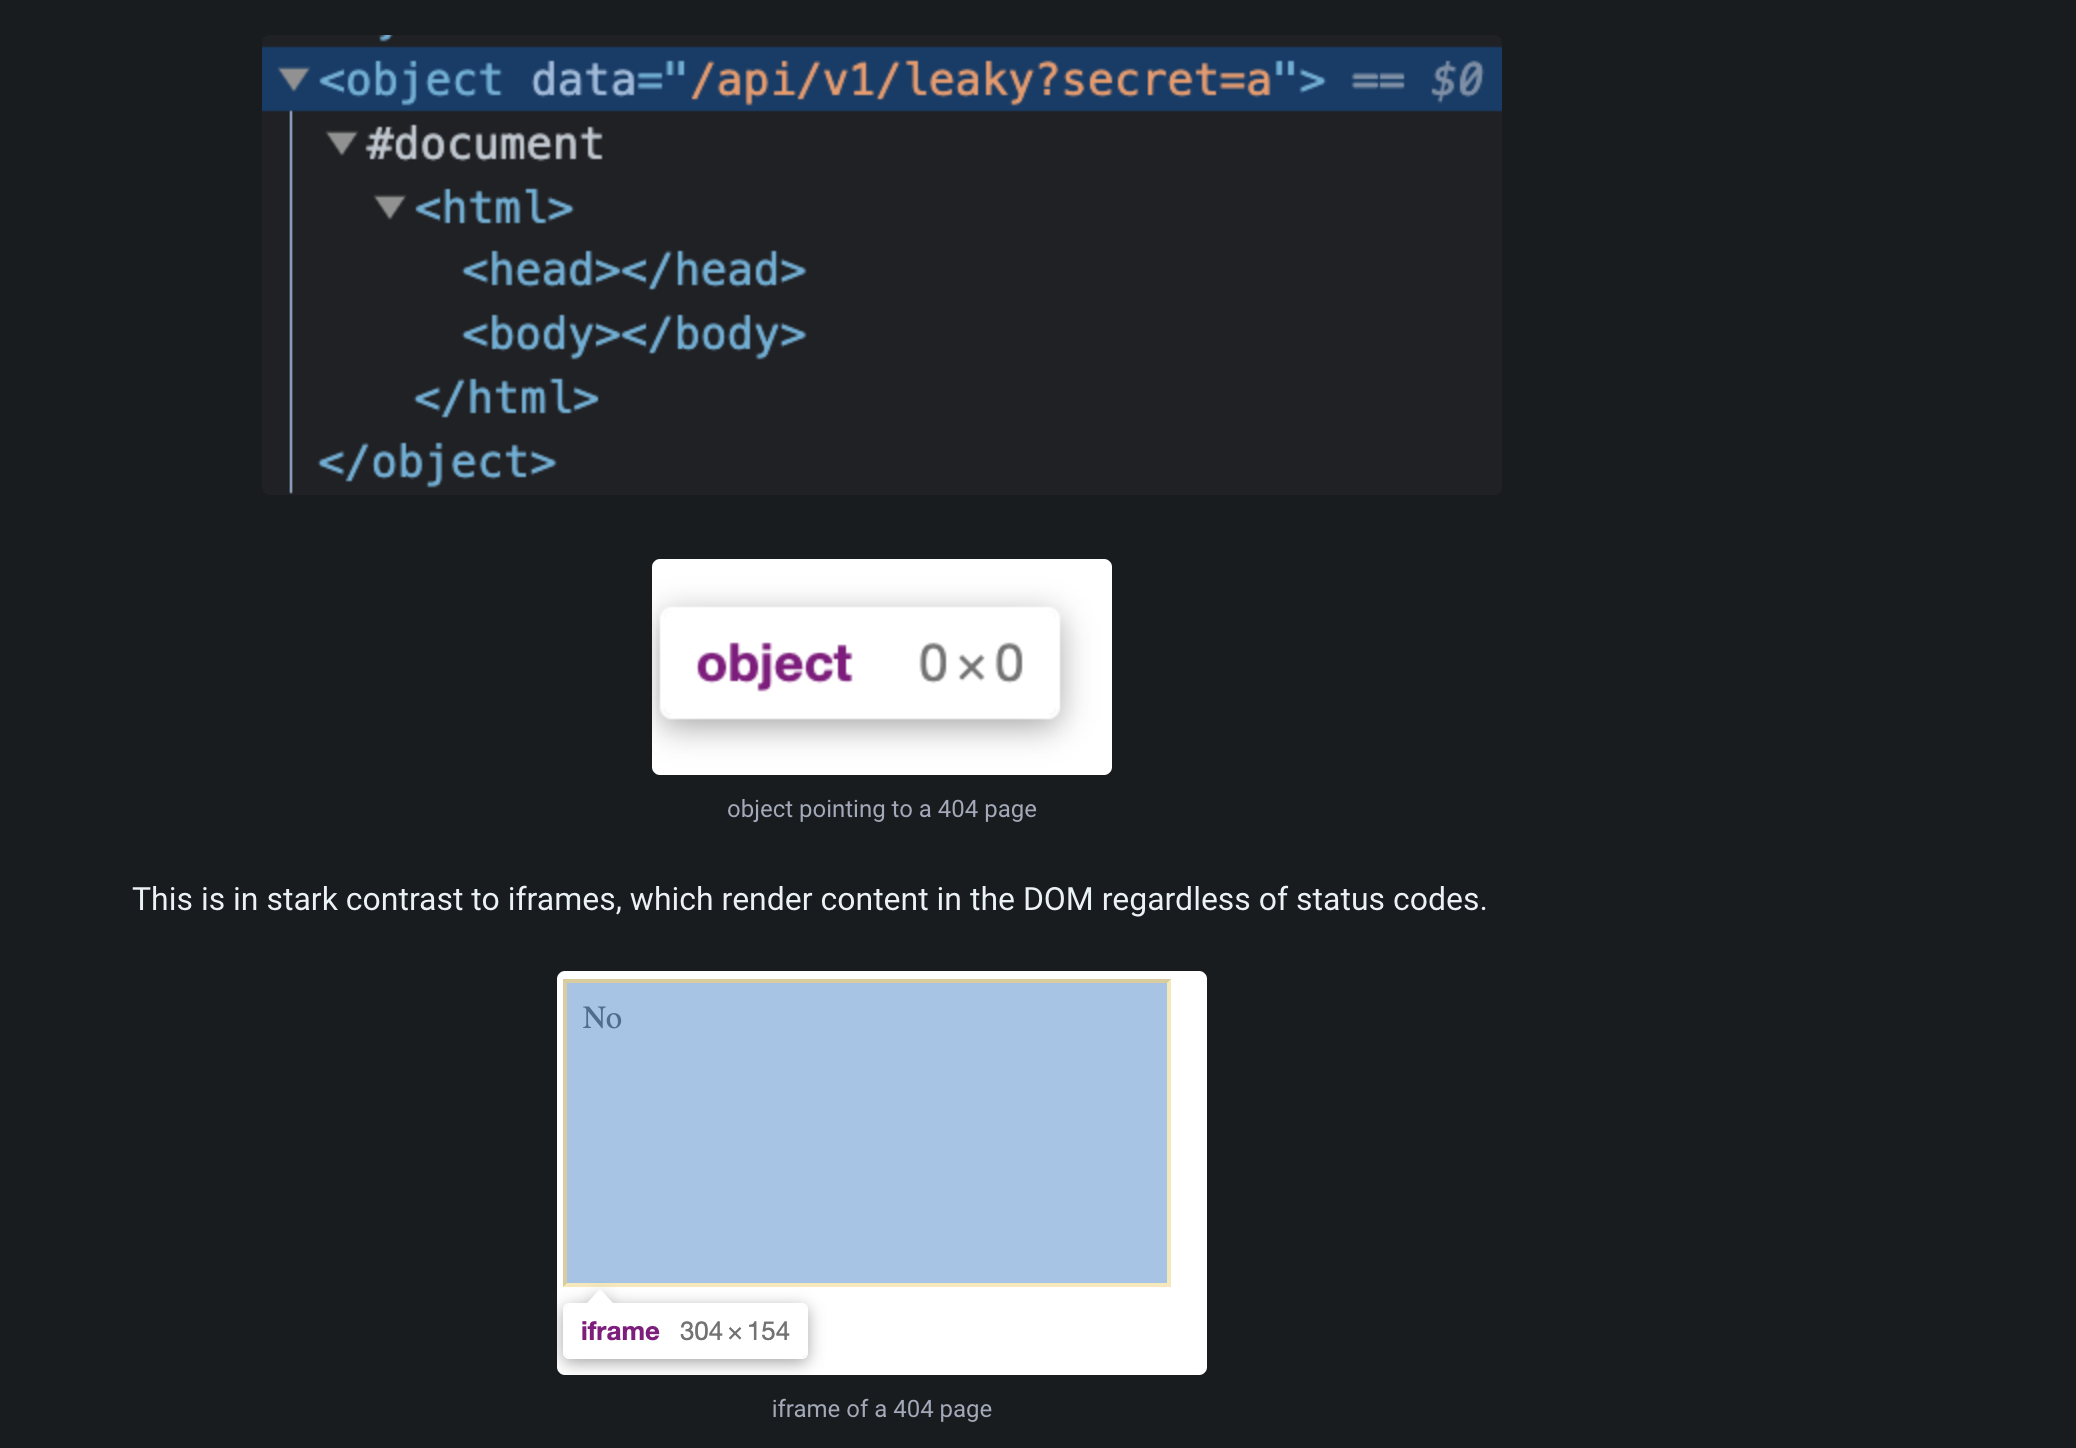 <object data="/api/v1/leaky?secret=a"> == $0
#document
<html>
<head></head>
<body></body>
</html>
</object>
object 0×0
object pointing to a 404 page
This is in stark contrast to iframes, which render content in the DOM regardless of status codes.
No
iframe 304×154
iframe of a 404 page